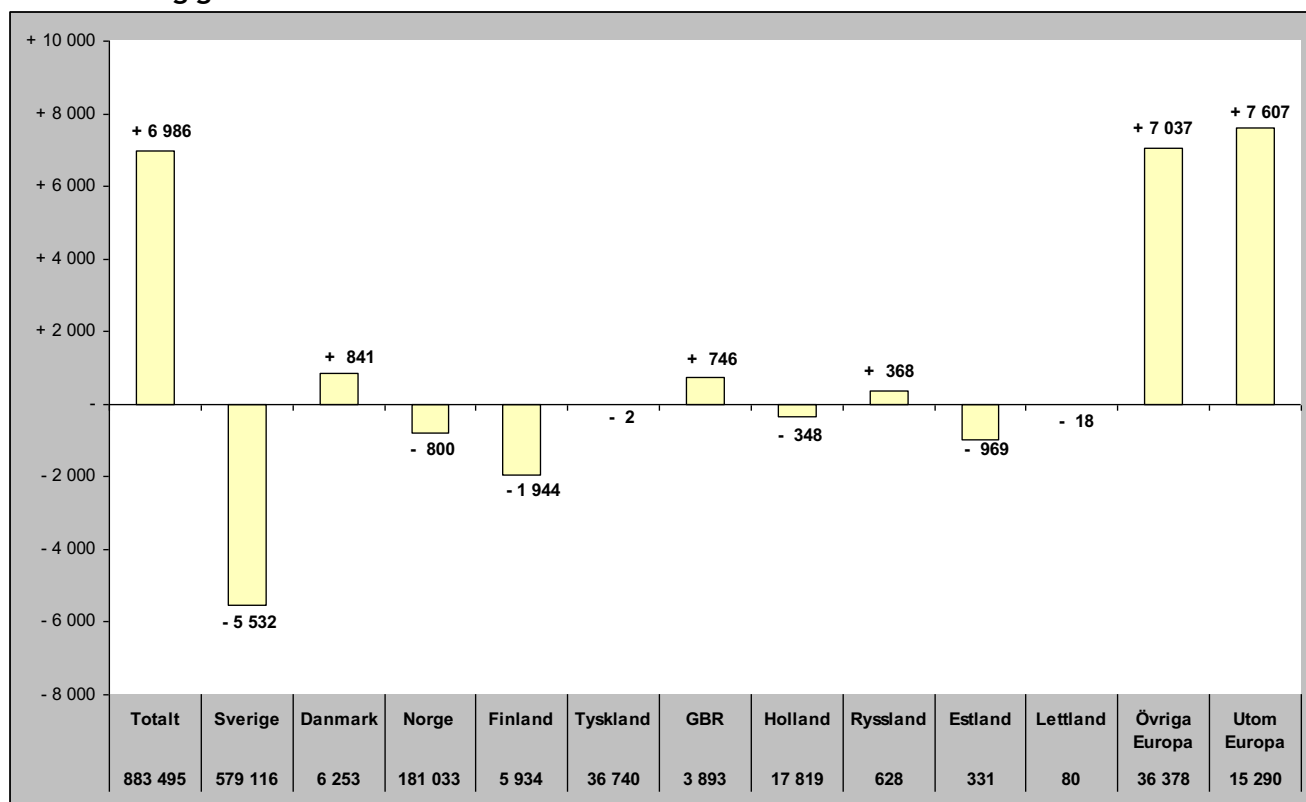 + 10 000
+ 8 000
+ 6 000
+ 4 000
+ 2 000
-
- 2 000
- 4 000
- 6 000
- 8 000
+ 6 986
- 5 532
+ 841
- 800
- 1 944
- 2
+ 746
- 348
+ 368
- 969
- 18
+ 7 037
+ 7 607
Totalt Sverige Danmark Norge Finland Tyskland GBR Holland Ryssland Estland Lettland Övriga Europa Utom Europa
883 495 579 116 6 253 181 033 5 934 36 740 3 893 17 819 628 331 80 36 378 15 290